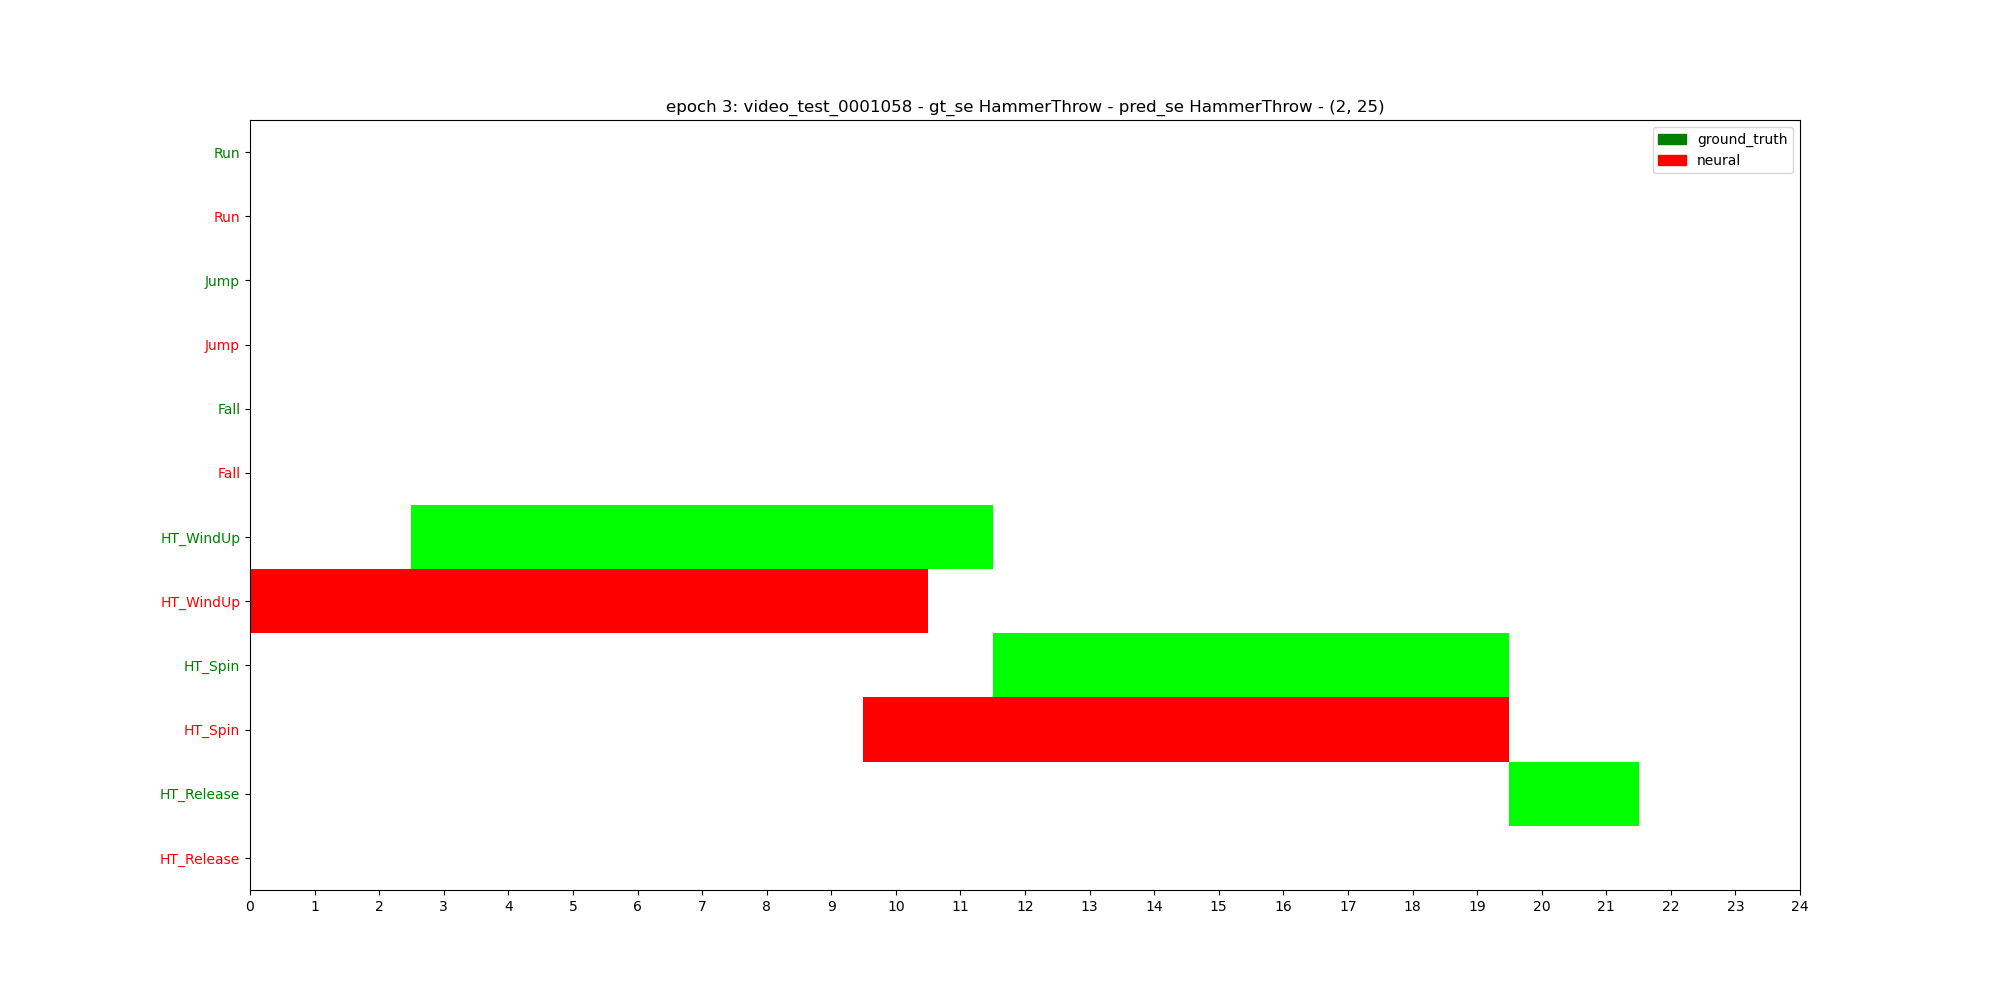 epoch 3: video_test_0001058 - gt_se HammerThrow - pred_se HammerThrow - (2, 25)
ground_truth
neural
Run
Run
Jump
Jump
Fall
Fall
HT_WindUp
HT_WindUp
HT_Spin
HT_Spin
HT_Release
HT_Release
0 1 2 3 4 5 6 7 8 9 10 11 12 13 14 15 16 17 18 19 20 21 22 23 24